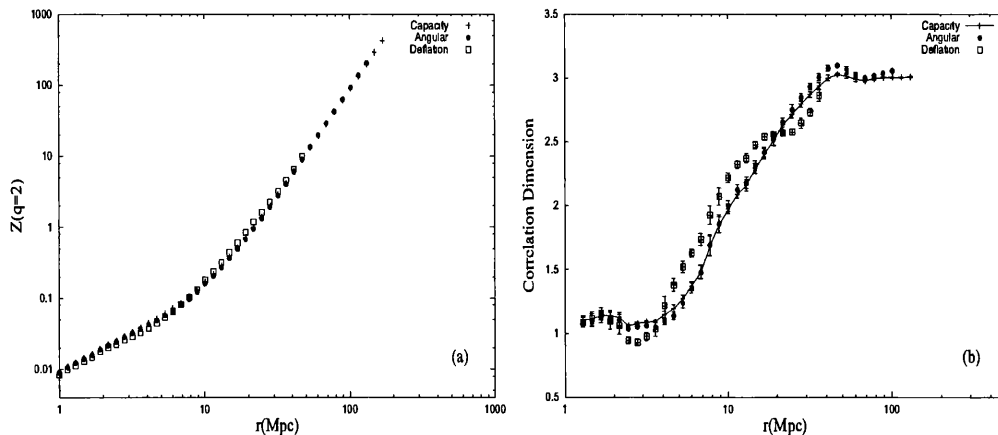 1000
100
10
1
0.1
0.01
Z(q=2)
Capacity
Angular
Deflation
(a)
1 10 100 1000
r(Mpc)
3.5
3
2.5
2
1.5
1
0.5
Correlation Dimension
Capacity
Angular
Deflation
(b)
1 10 100
r(Mpc)